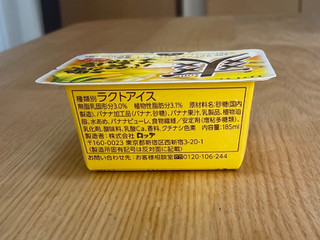 種類別ラクトアイス
無脂乳固形分3.0% 植物性脂肪分3.1% 原材料名:砂糖(国内
製造)、バナナ加工品(バナナ、砂糖)、バナナ果汁、乳製品、植物油
脂、水あめ、バナナピューレ、食物繊維/安定剤(増粘多糖類)、
乳化剤、酸味料、乳酸Ca、香料、クチナシ色素 内容量:185ml
製造者:株式会社 ロッテ
〒160-0023 東京都新宿区西新宿3-20-1
(製造所固有記号は反対面に記載)
お問い合わせ先:お客様相談室 0120-106-244